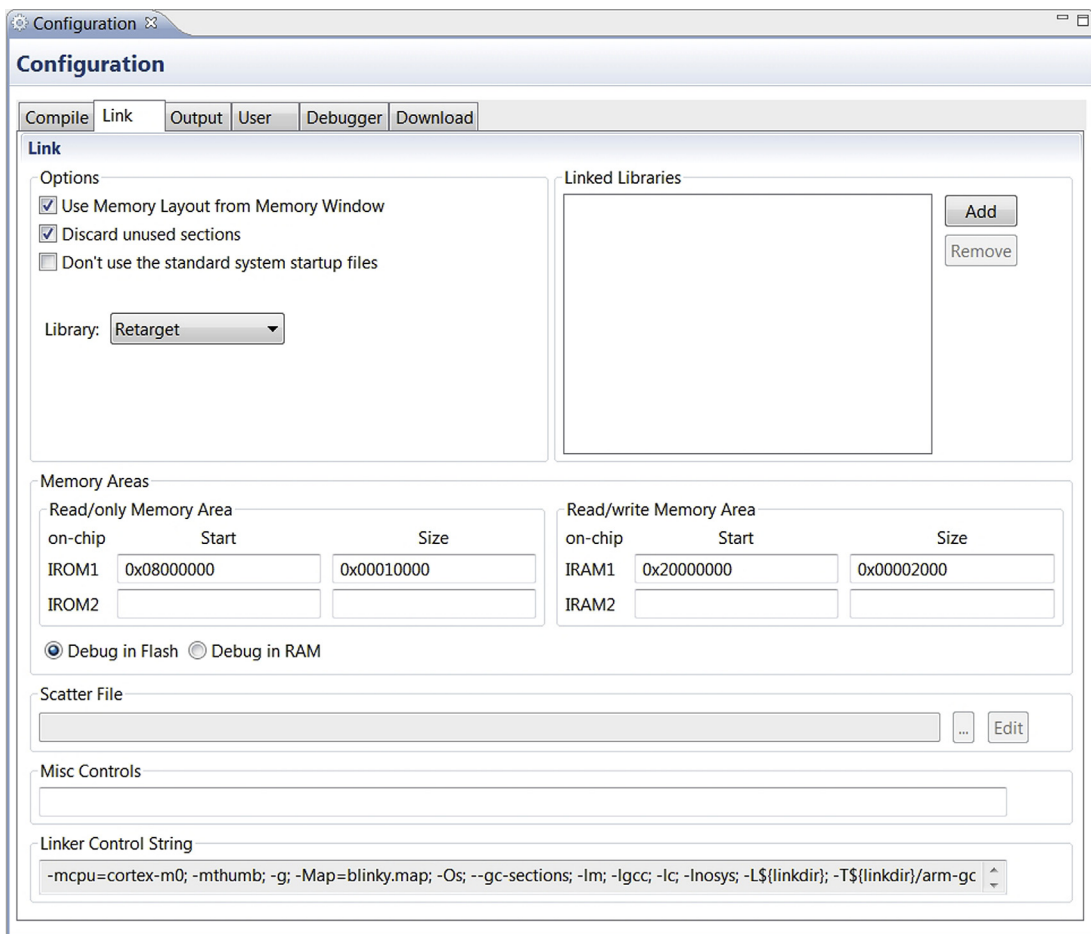 Configuration
Configuration
Compile Link Output User Debugger Download
Link
Options
Use Memory Layout from Memory Window
Discard unused sections
Don't use the standard system startup files
Library: Retarget
Linked Libraries
Add
Remove
Memory Areas
Read/only Memory Area
on-chip Start Size
IROM1 0x08000000 0x00010000
IROM2
Read/write Memory Area
on-chip Start Size
IRAM1 0x20000000 0x00002000
IRAM2
Debug in Flash Debug in RAM
Scatter File
... Edit
Misc Controls
Linker Control String
-mcpu=cortex-m0; -mthumb; -g; -Map=blinky.map; -Os; --gc-sections; -lm; -lgcc; -lc; -lnosys; -L${linkdir}; -T${linkdir}/arm-gc